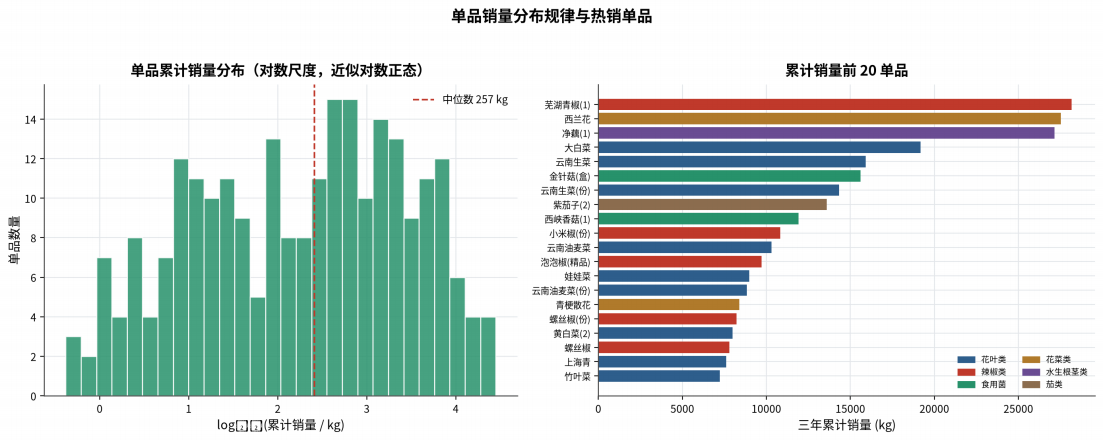 单品销量分布规律与热销单品
单品累计销量分布（对数尺度，近似对数正态）
中位数 257 kg
单品数量
14
12
10
8
6
4
2
0
0 1 2 3 4
log(累计销量 / kg)
累计销量前 20 单品
芜湖青椒(1)
西兰花
净藕(1)
大白菜
云南生菜
金针菇(盒)
云南生菜(份)
紫茄子(2)
西峡香菇(1)
小米椒(份)
云南油麦菜
泡泡椒(精品)
娃娃菜
云南油麦菜(份)
青梗散花
螺丝椒(份)
黄白菜(2)
螺丝椒
上海青
竹叶菜
花叶类 花菜类
辣椒类 水生根茎类
食用菌 茄类
0 5000 10000 15000 20000 25000
三年累计销量 (kg)